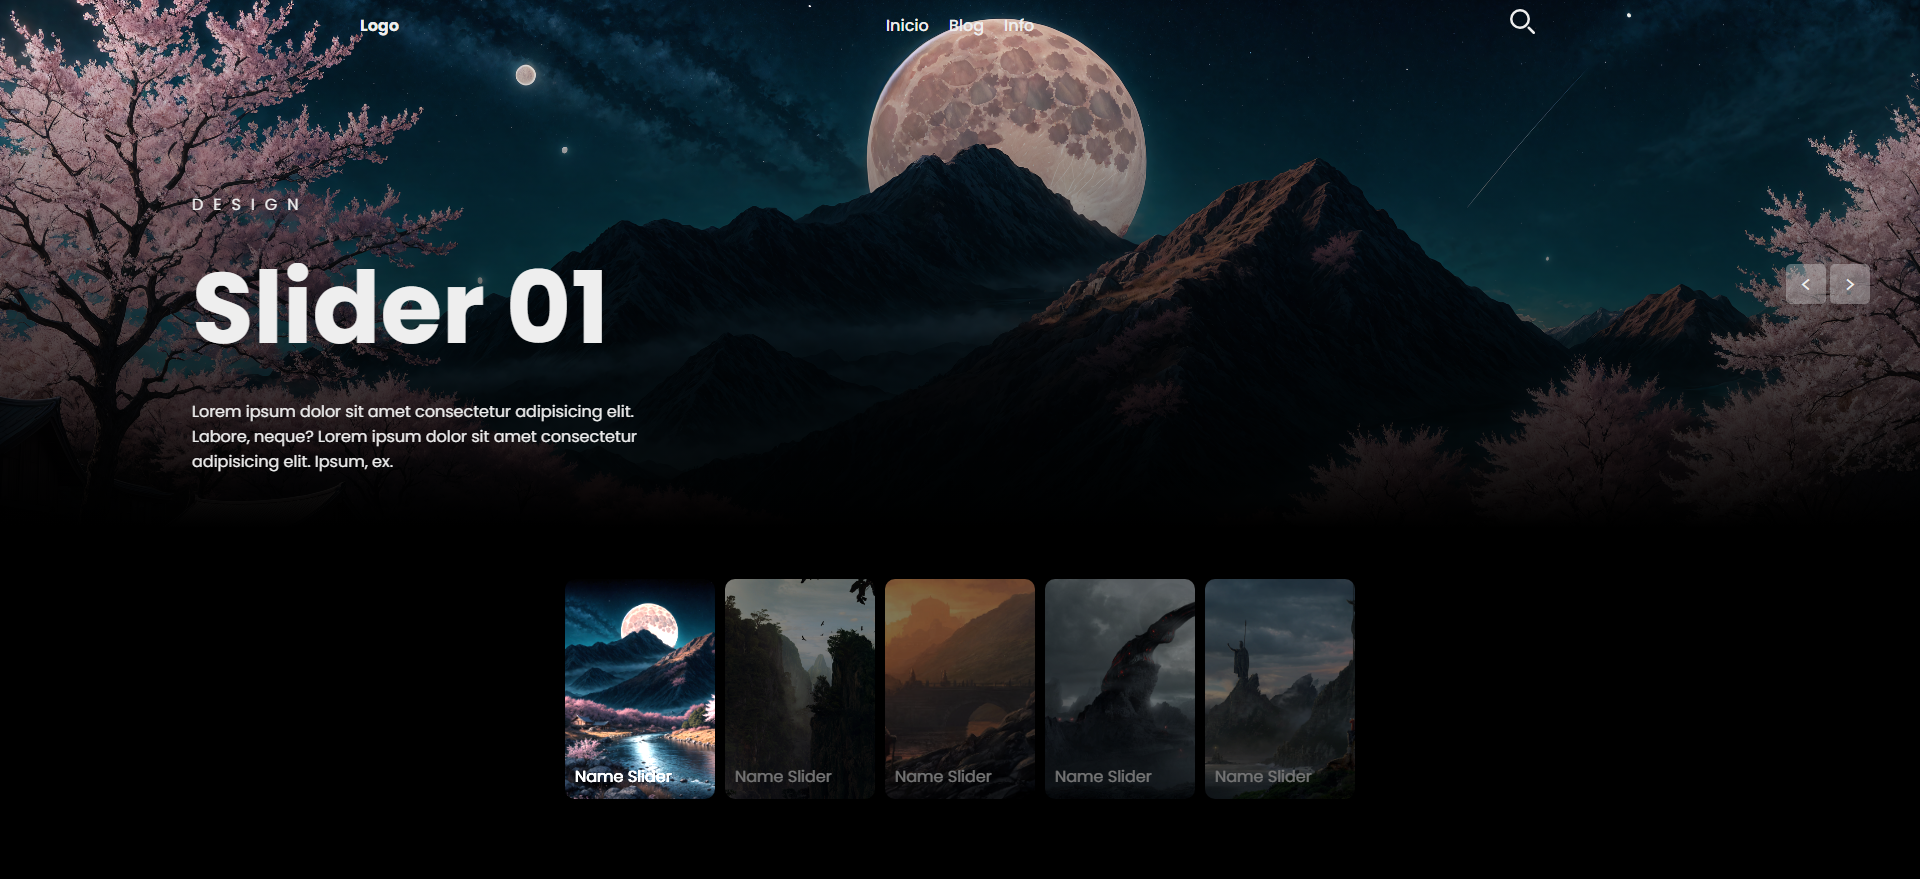 Logo
Inicio Blog Info
DESIGN
Slider 01
Lorem ipsum dolor sit amet consectetur adipisicing elit.
Labore, neque? Lorem ipsum dolor sit amet consectetur
adipisicing elit. Ipsum, ex.
Name Slider Name Slider Name Slider Name Slider Name Slider